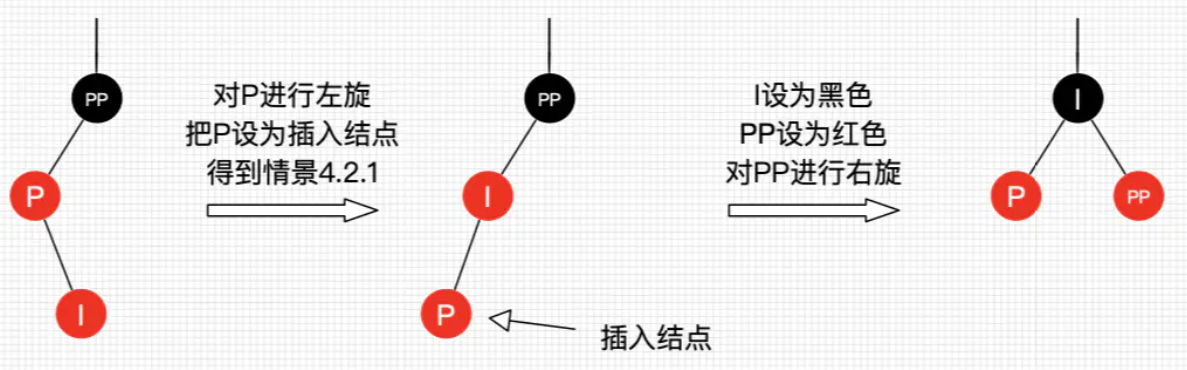 PP
对P进行左旋
把P设为插入结点
得到情景4.2.1
P
I
PP
I
P
插入结点
I设为黑色
PP设为红色
对PP进行右旋
I
P
PP